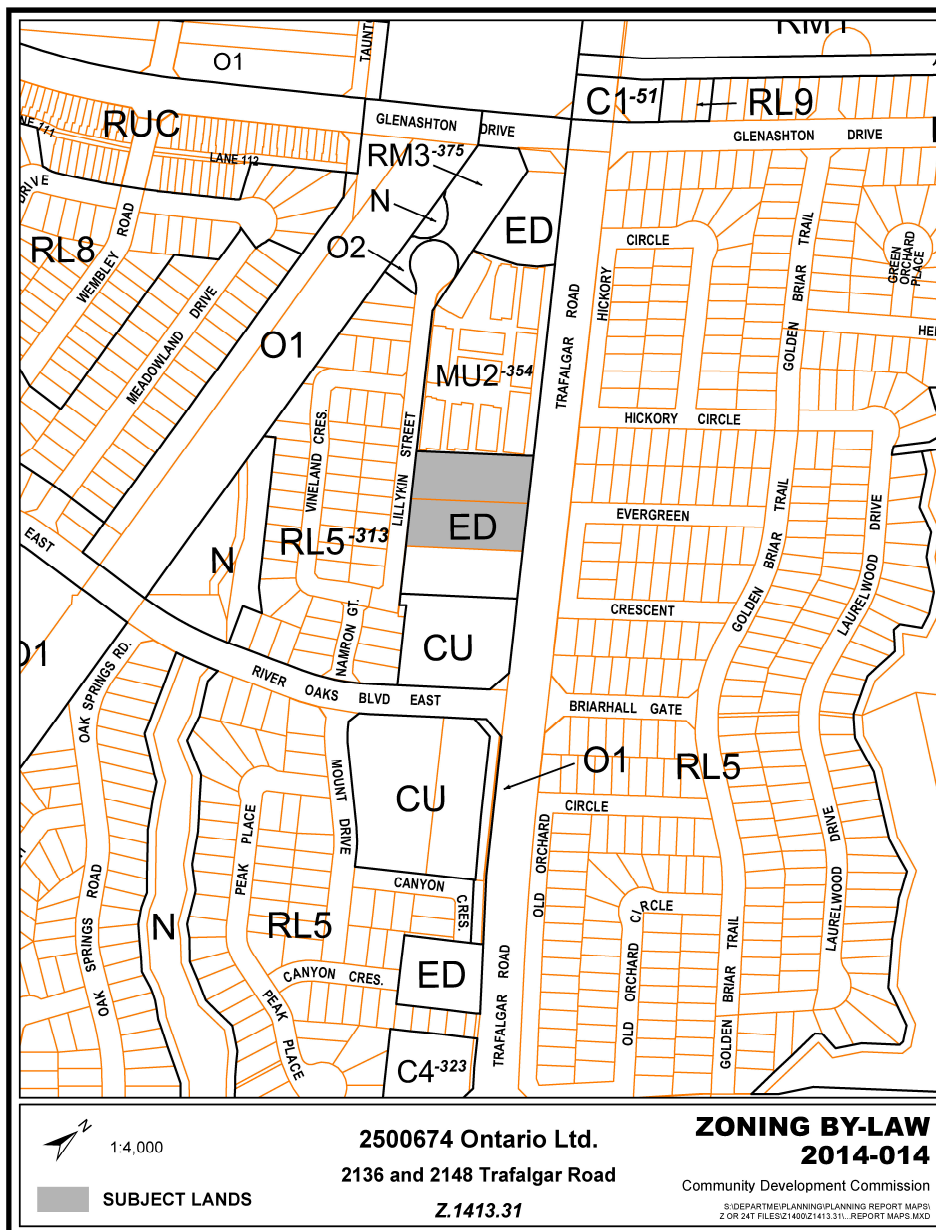 RM1
O1
TAUNT
C1-51
RL9
RUC
GLENASHTON DRIVE
GLENASHTON DRIVE
LANE 112
RM3-375
N
O2
ED
DRIVE
RL8
WEMBLEY ROAD
MEADOWLAND DRIVE
O1
CIRCLE
HICKORY
TRAFALGAR ROAD
GOLDEN BRIAR TRAIL
GREEN
ORCHARD
PLACE
MU2-354
HICKORY CIRCLE
VINELAND CRES.
LILLYKIN STREET
EAST
N
RL5-313
ED
EVERGREEN
GOLDEN BRIAR TRAIL
LAURELWOOD DRIVE
CRESCENT
NAMRON GT.
CU
O1
OAK SPRINGS RD.
RIVER OAKS BLVD EAST
BRIARHALL GATE
O1
RL5
CU
MOUNT DRIVE
CIRCLE
PEAK PLACE
OLD ORCHARD
LAURELWOOD DRIVE
CANYON CRES.
OAK SPRINGS ROAD
N
RL5
CIRCLE
OLD ORCHARD
GOLDEN BRIAR TRAIL
CANYON CRES.
ED
TRAFALGAR ROAD
PEAK PLACE
C4-323
N
1:4,000
SUBJECT LANDS
2500674 Ontario Ltd.
2136 and 2148 Trafalgar Road
Z.1413.31
ZONING BY-LAW
2014-014
Community Development Commission
S:\DEPARTME\PLANNING\PLANNING REPORT MAPS\
Z OR 24T FILES\Z1400\Z1413.31\...REPORT MAPS.MXD